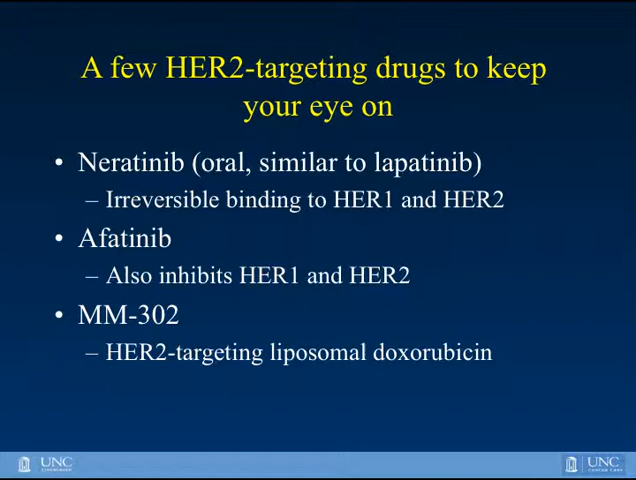 A few HER2-targeting drugs to keep
your eye on
• Neratinib (oral, similar to lapatinib)
– Irreversible binding to HER1 and HER2
• Afatinib
– Also inhibits HER1 and HER2
• MM-302
– HER2-targeting liposomal doxorubicin
UNC
UNC